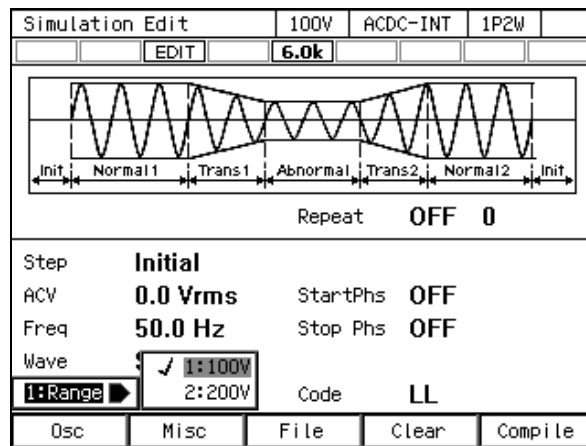 Simulation Edit 100V ACDC-INT 1P2W
EDIT 6.0k
Init Normal1 Trans1 Abnormal Trans2 Normal2 Init
Repeat OFF 0
Step Initial
ACV 0.0 Vrms StartPhs OFF
Freq 50.0 Hz Stop Phs OFF
Wave
✓ 1:100V
1:Range 2:200V Code LL
Osc Misc File Clear Compile